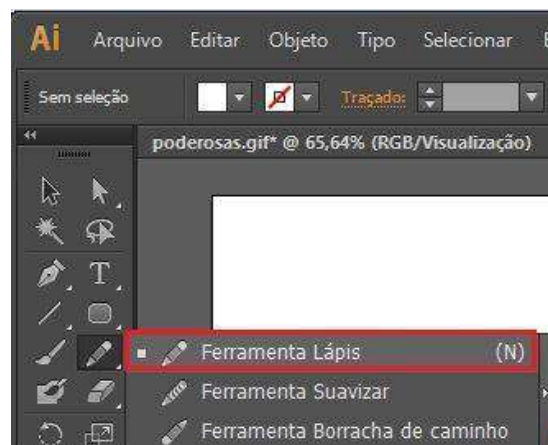 Ai Arquivo Editar Objeto Tipo Selecionar
Sem seleção Traçado:
poderosas.gif* @ 65,64% (RGB/Visualização)
T
Ferramenta Lápis (N)
Ferramenta Suavizar
Ferramenta Borracha de caminho